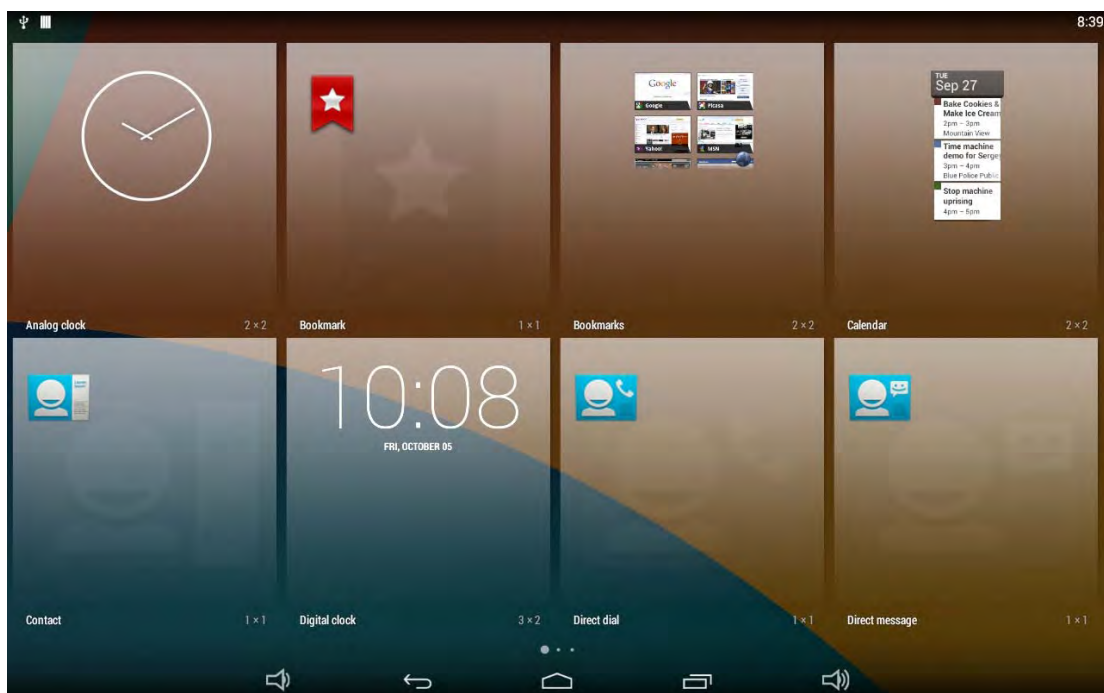 8:39
Google
Google
Picasa
Yahoo!
MSN
TUE
Sep 27
Bake Cookies &
Make Ice Cream
2pm – 3pm
Mountain View
Time machine
demo for Sergey
3pm – 4pm
Blue Police Public
Stop machine
uprising
4pm – 5pm
Analog clock 2 × 2
Bookmark 1 × 1
Bookmarks 2 × 2
Calendar 2 × 2
10:08
FRI, OCTOBER 05
Contact 1 × 1
Digital clock 3 × 2
Direct dial 1 × 1
Direct message 1 × 1